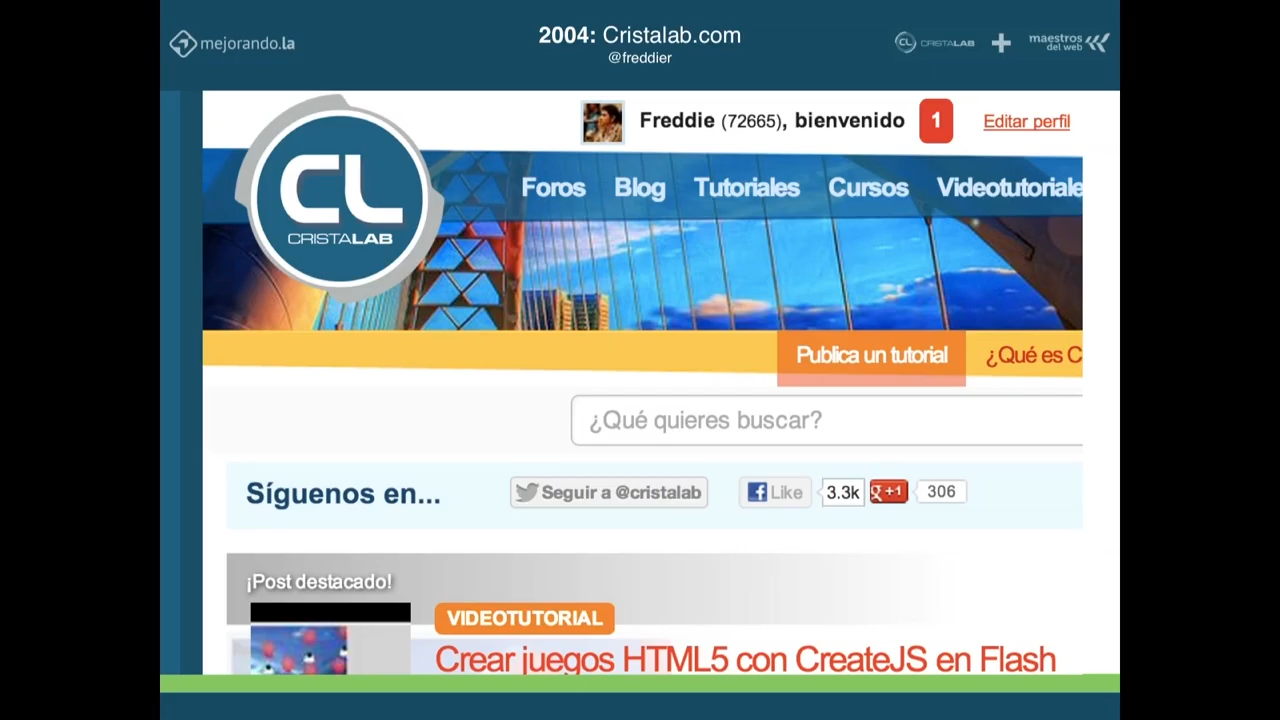 mejorando.la
2004: Cristalab.com
@freddier
CL CRISTALAB
maestros
del web
Freddie (72665), bienvenido
1
Editar perfil
CL
CRISTALAB
Foros Blog Tutoriales Cursos Videotutoriale
Publica un tutorial
¿Qué es C
¿Qué quieres buscar?
Síguenos en...
Seguir a @cristalab
Like
3.3k
g +1
306
¡Post destacado!
VIDEOTUTORIAL
Crear juegos HTML5 con CreateJS en Flash